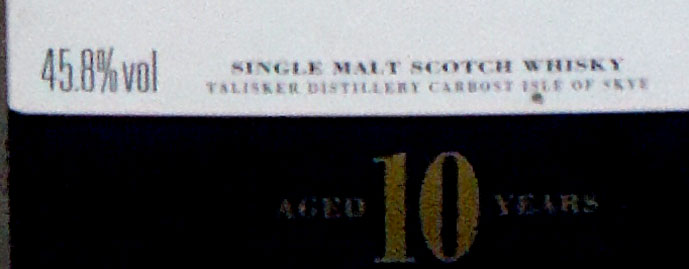 45.8%vol
SINGLE MALT SCOTCH WHISKY
TALISKER DISTILLERY CARBOST ISLE OF SKYE
AGED 10 YEARS